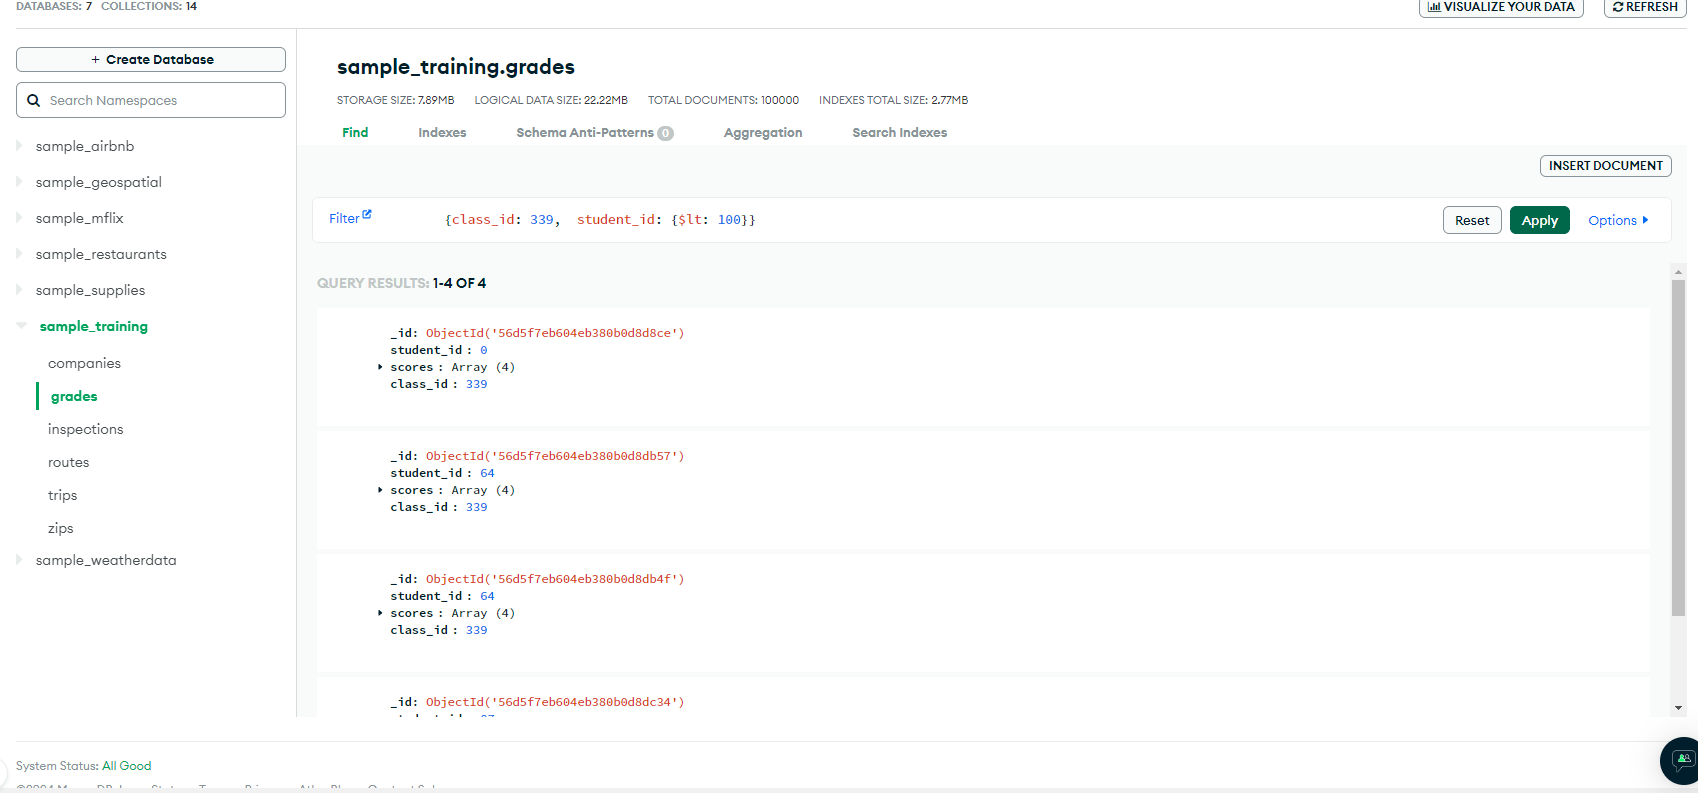 DATABASES: 7 COLLECTIONS: 14
VISUALIZE YOUR DATA
REFRESH
+ Create Database
Search Namespaces
sample_airbnb
sample_geospatial
sample_mflix
sample_restaurants
sample_supplies
sample_training
companies
grades
inspections
routes
trips
zips
sample_weatherdata
sample_training.grades
STORAGE SIZE: 7.89MB LOGICAL DATA SIZE: 22.22MB TOTAL DOCUMENTS: 100000 INDEXES TOTAL SIZE: 2.77MB
Find Indexes Schema Anti-Patterns 0 Aggregation Search Indexes
INSERT DOCUMENT
Filter {class_id: 339, student_id: {$lt: 100}} Reset Apply Options
QUERY RESULTS: 1-4 OF 4
_id: ObjectId('56d5f7eb604eb380b0d8d8ce')
student_id: 0
scores: Array (4)
class_id: 339
_id: ObjectId('56d5f7eb604eb380b0d8db57')
student_id: 64
scores: Array (4)
class_id: 339
_id: ObjectId('56d5f7eb604eb380b0d8db4f')
student_id: 64
scores: Array (4)
class_id: 339
_id: ObjectId('56d5f7eb604eb380b0d8dc34')
System Status: All Good